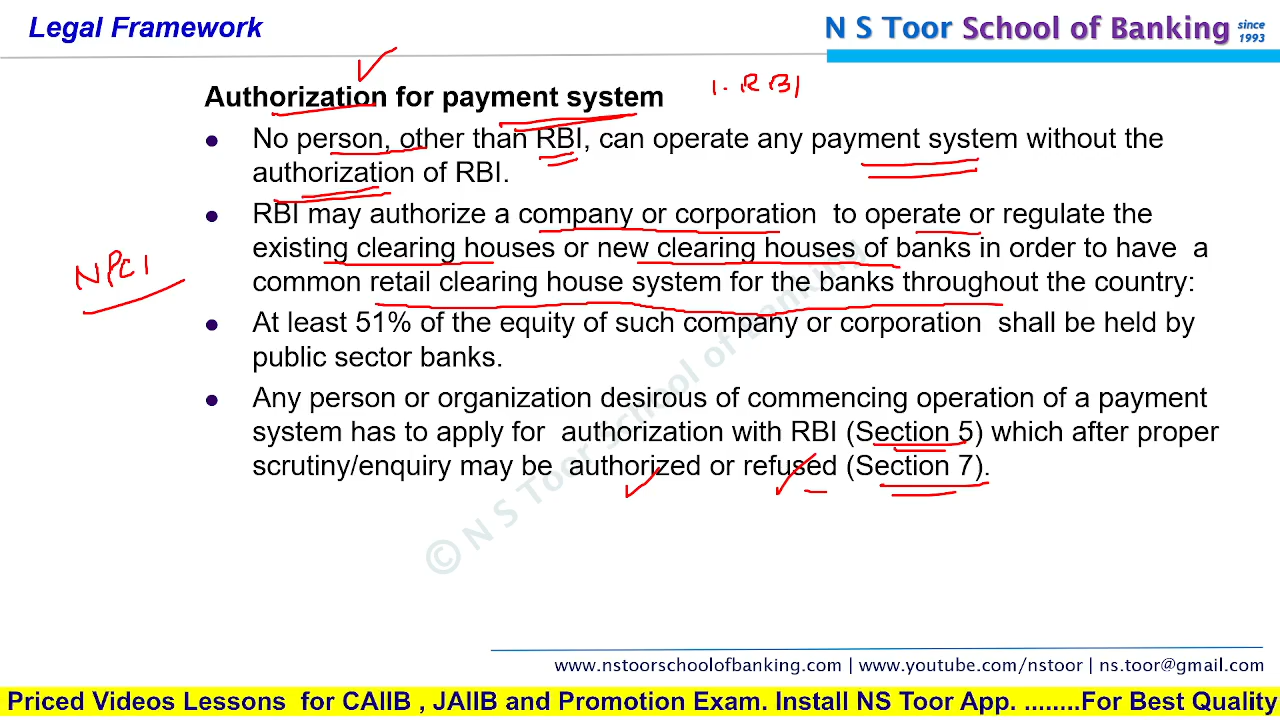 Legal Framework
N S Toor School of Banking since 1993
Authorization for payment system
1. RBI
• No person, other than RBI, can operate any payment system without the
authorization of RBI.
• RBI may authorize a company or corporation to operate or regulate the
existing clearing houses or new clearing houses of banks in order to have a
common retail clearing house system for the banks throughout the country:
NPCI
• At least 51% of the equity of such company or corporation shall be held by
public sector banks.
• Any person or organization desirous of commencing operation of a payment
system has to apply for authorization with RBI (Section 5) which after proper
scrutiny/enquiry may be authorized or refused (Section 7).
© N S Toor School of Banking
www.nstoorschoolofbanking.com | www.youtube.com/nstoor | ns.toor@gmail.com
Priced Videos Lessons for CAIIB , JAIIB and Promotion Exam. Install NS Toor App. ........For Best Quality